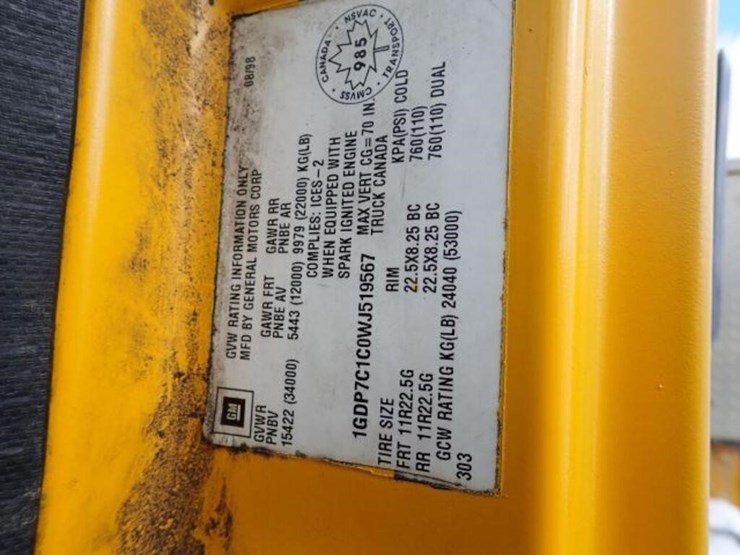 GM
GVW RATING INFORMATION ONLY
MFD BY GENERAL MOTORS CORP
08/98
GVWR GAWR FRT GAWR RR
PNBV PNBE AV PNBE AR
15422 (34000) 5443 (12000) 9979 (22000) KG(LB)
COMPLIES: ICES-2
WHEN EQUIPPED WITH
SPARK IGNITED ENGINE
MAX VERT CG=70 IN.
1GDP7C1C0WJ519567 TRUCK CANADA
TIRE SIZE RIM KPA(PSI) COLD
FRT 11R22.5G 22.5X8.25 BC 760(110)
RR 11R22.5G 22.5X8.25 BC 760(110) DUAL
GCW RATING KG(LB) 24040 (53000)
303
CANADA · NSVAC · TRANSPORT · CMVSS
985